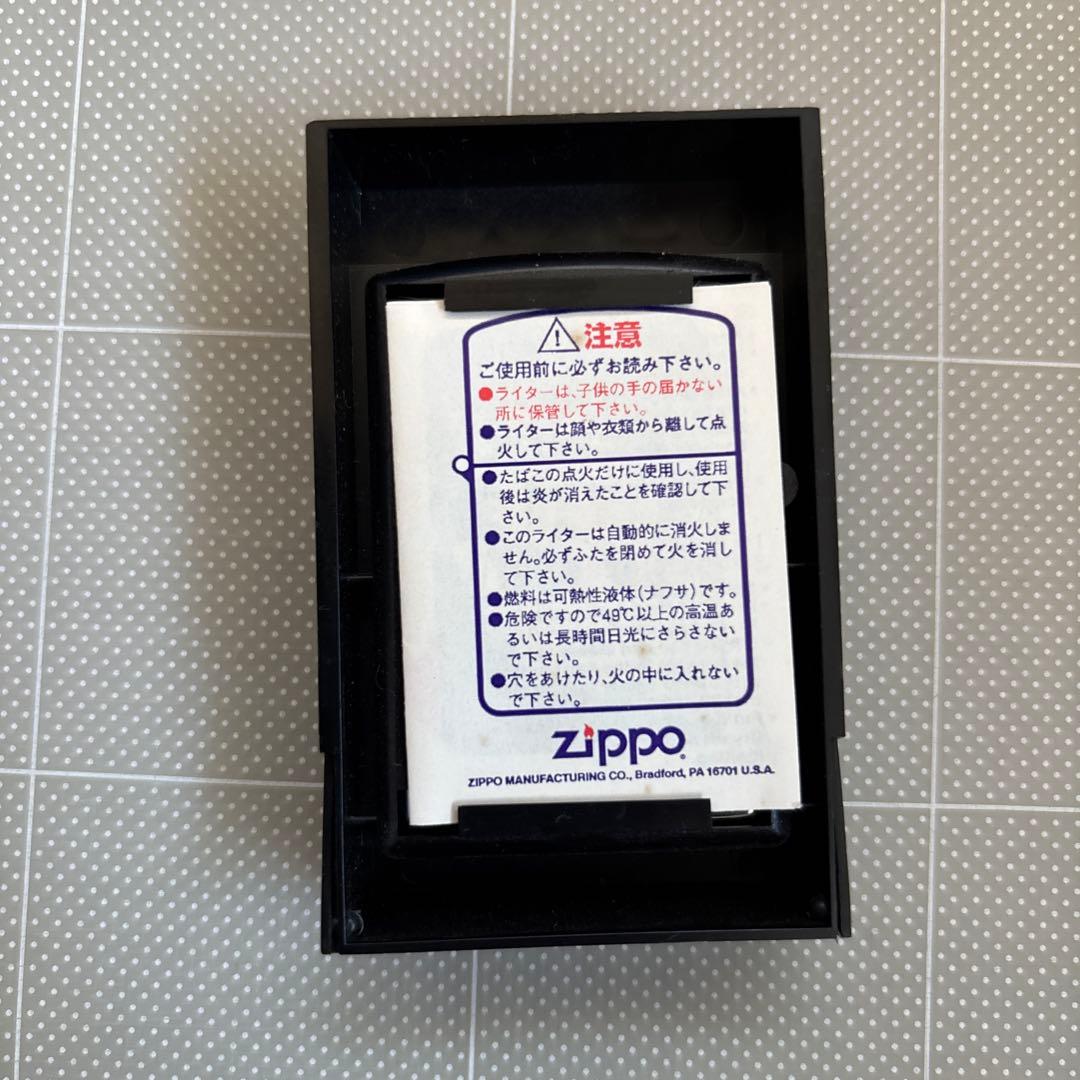 注意
ご使用前に必ずお読み下さい。
●ライターは、子供の手の届かない
所に保管して下さい。
●ライターは顔や衣類から離して点
火して下さい。
●たばこの点火だけに使用し、使用
後は炎が消えたことを確認して下
さい。
●このライターは自動的に消火しま
せん。必ずふたを閉めて火を消し
て下さい。
●燃料は可熱性液体(ナフサ)です。
●危険ですので49℃以上の高温あ
るいは長時間日光にさらさない
で下さい。
●穴をあけたり、火の中に入れない
で下さい。
zippo®
ZIPPO MANUFACTURING CO., Bradford, PA 16701 U.S.A.